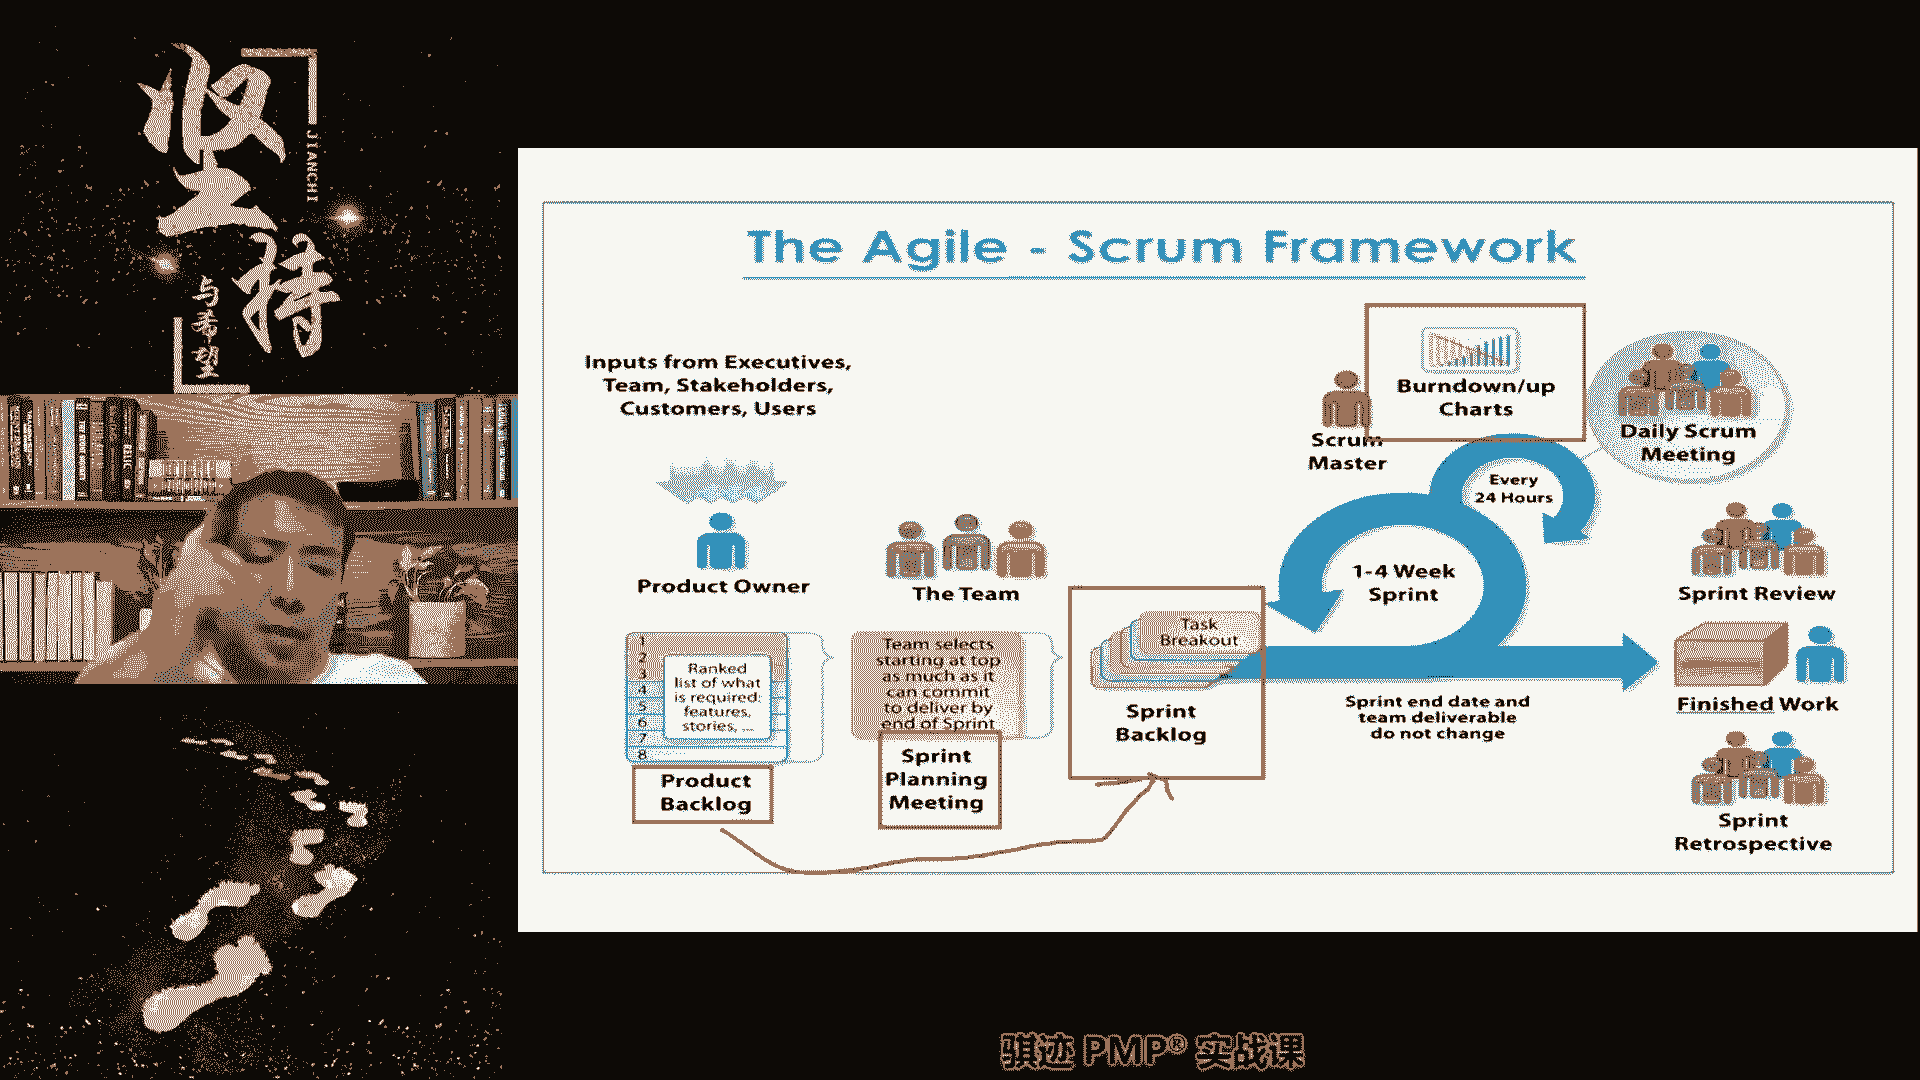 坚持
JIANCHI
与希望
The Agile - Scrum Framework
Inputs from Executives,
Team, Stakeholders,
Customers, Users
Product Owner
The Team
1
2
3
4
5
6
7
8
Ranked
list of what
is required:
features,
stories, ...
Product
Backlog
Team selects
starting at top
as much as it
can commit
to deliver by
end of Sprint
Sprint
Planning
Meeting
Task
Breakout
Sprint
Backlog
Scrum
Master
Burndown/up
Charts
Every
24 Hours
1-4 Week
Sprint
Sprint end date and
team deliverable
do not change
Daily Scrum
Meeting
Sprint Review
Finished Work
Sprint
Retrospective
骐迹 PMP® 实战课